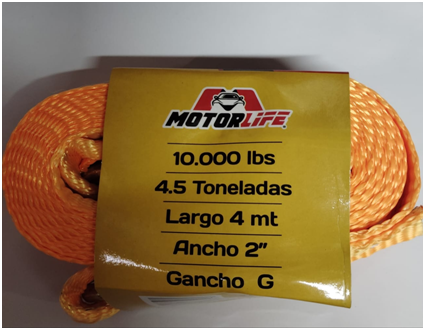 MOTORLIFE
10.000 lbs
4.5 Toneladas
Largo 4 mt
Ancho 2"
Gancho G